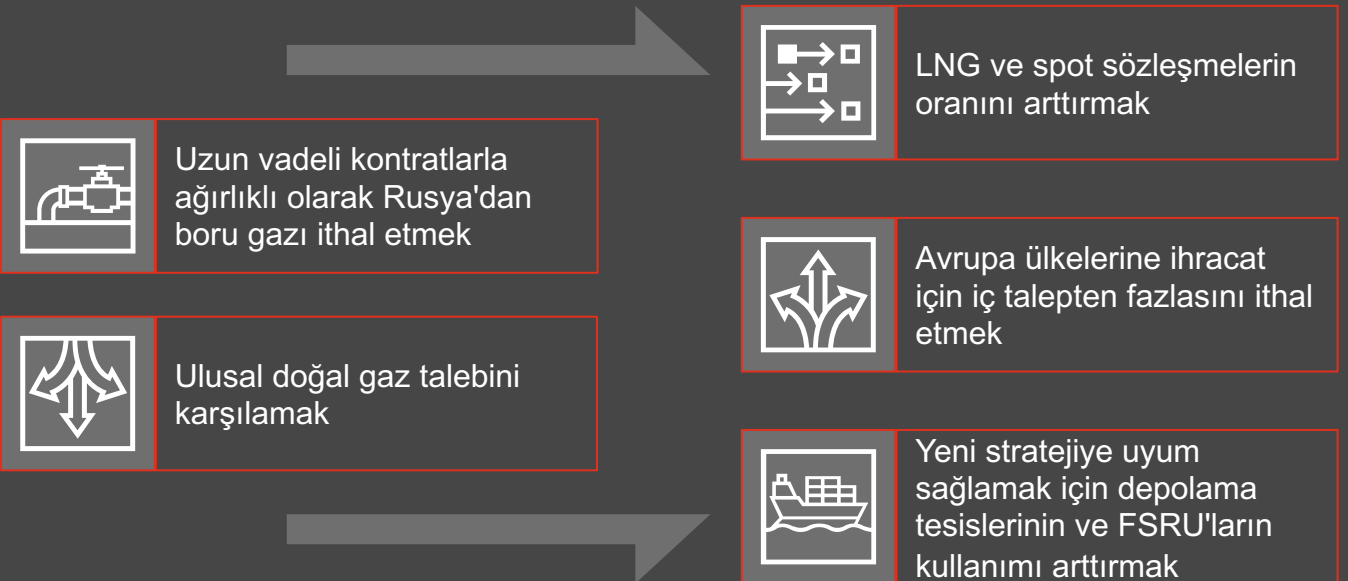 Uzun vadeli kontratlarla
ağırlıklı olarak Rusya'dan
boru gazı ithal etmek
Ulusal doğal gaz talebini
karşılamak
LNG ve spot sözleşmelerin
oranını arttırmak
Avrupa ülkelerine ihracat
için iç talepten fazlasını ithal
etmek
Yeni stratejiye uyum
sağlamak için depolama
tesislerinin ve FSRU'ların
kullanımı arttırmak